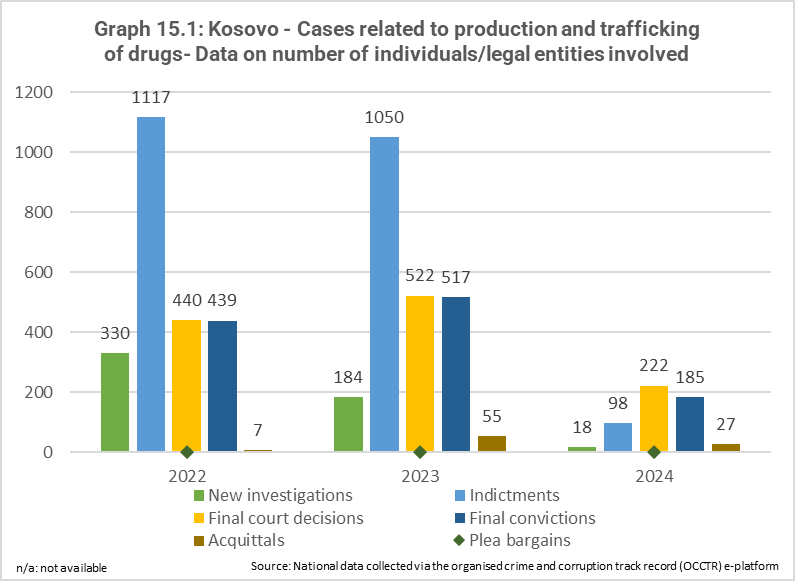 Graph 15.1: Kosovo - Cases related to production and trafficking
of drugs- Data on number of individuals/legal entities involved
1200
1000
800
600
400
200
0
330
1117
440
439
7
184
1050
522
517
55
18
98
222
185
27
2022
2023
2024
New investigations
Indictments
Final court decisions
Final convictions
Acquittals
Plea bargains
n/a: not available
Source: National data collected via the organised crime and corruption track record (OCCTR) e-platform